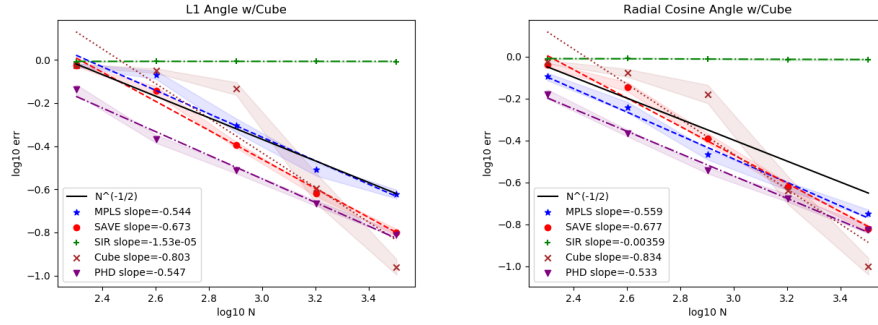 L1 Angle w/Cube
log10 err
0.0
−0.2
−0.4
−0.6
−0.8
−1.0
N^(-1/2)
MPLS slope=-0.544
SAVE slope=-0.673
SIR slope=-1.53e-05
Cube slope=-0.803
PHD slope=-0.547
2.4
2.6
2.8
3.0
3.2
3.4
log10 N
Radial Cosine Angle w/Cube
log10 err
0.0
−0.2
−0.4
−0.6
−0.8
−1.0
N^(-1/2)
MPLS slope=-0.559
SAVE slope=-0.677
SIR slope=-0.00359
Cube slope=-0.834
PHD slope=-0.533
2.4
2.6
2.8
3.0
3.2
3.4
log10 N